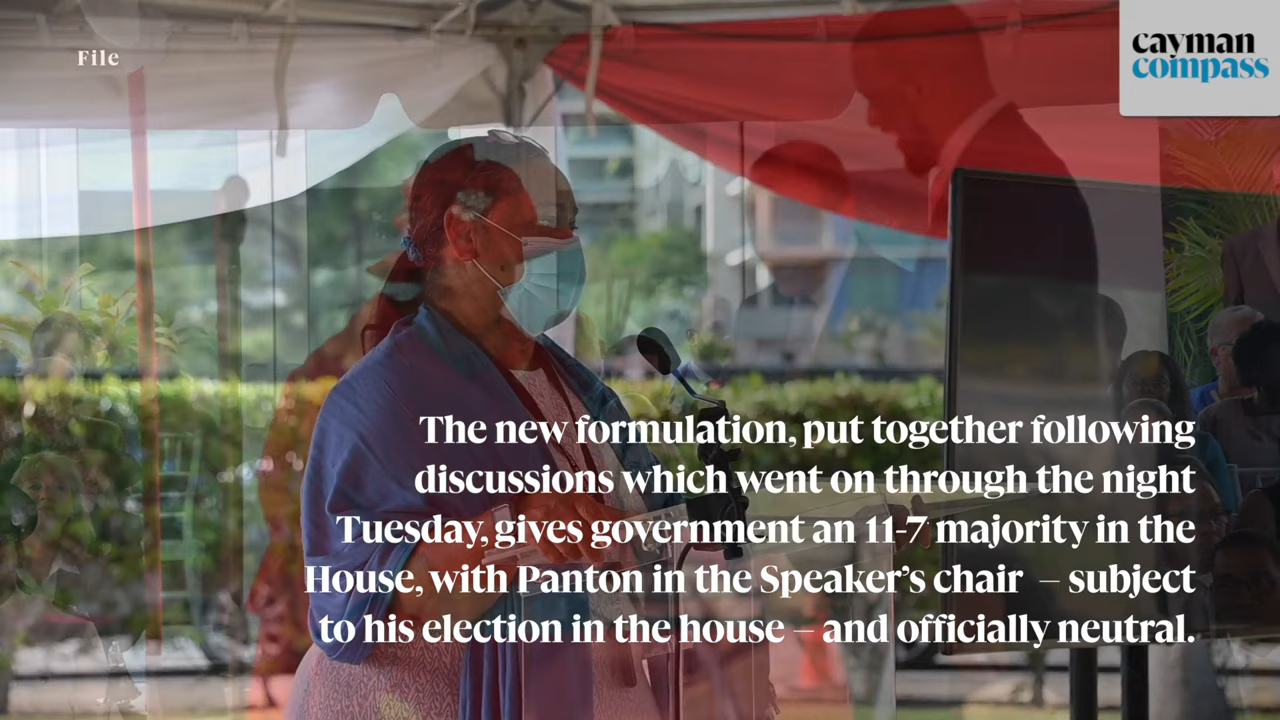 File
cayman
compass
The new formulation, put together following
discussions which went on through the night
Tuesday, gives government an 11-7 majority in the
House, with Panton in the Speaker’s chair – subject
to his election in the house – and officially neutral.